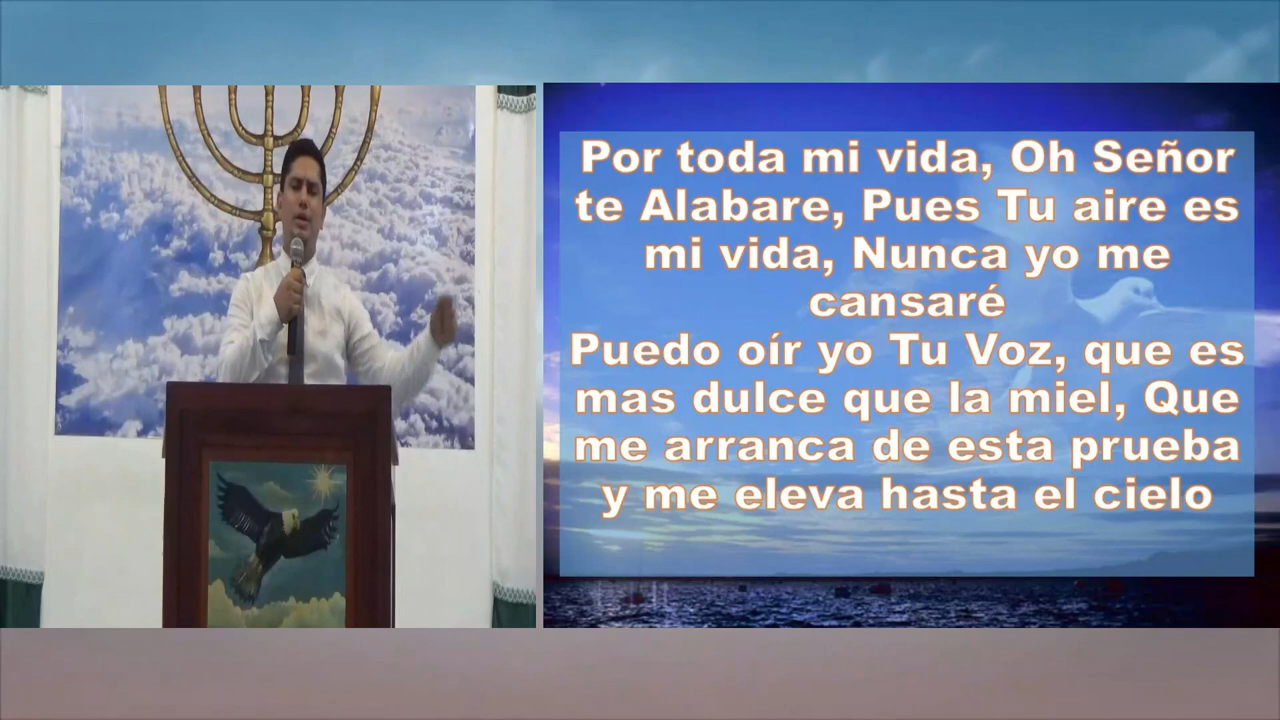 Por toda mi vida, Oh Señor
te Alabare, Pues Tu aire es
mi vida, Nunca yo me
cansaré
Puedo oír yo Tu Voz, que es
mas dulce que la miel, Que
me arranca de esta prueba
y me eleva hasta el cielo